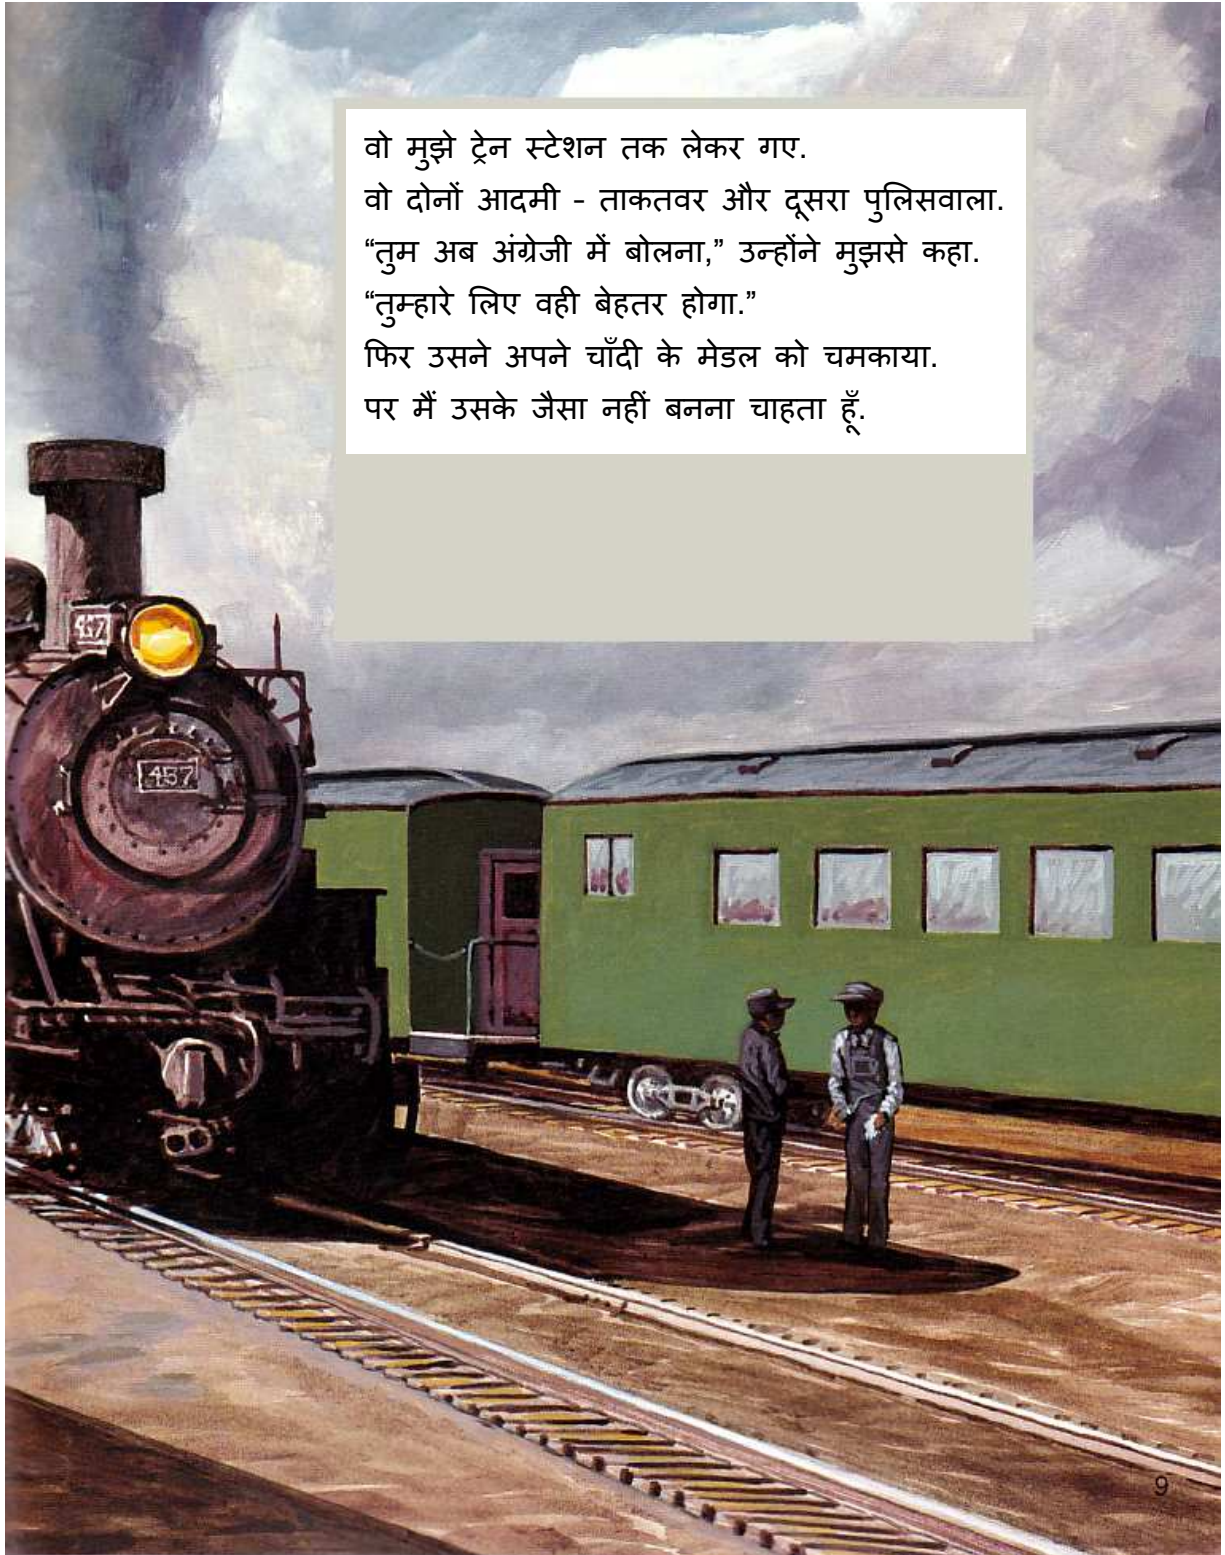 वो मुझे ट्रेन स्टेशन तक लेकर गए.
वो दोनों आदमी – ताकतवर और दूसरा पुलिसवाला.
“तुम अब अंग्रेजी में बोलना,” उन्होंने मुझसे कहा.
“तुम्हारे लिए वही बेहतर होगा.”
फिर उसने अपने चाँदी के मेडल को चमकाया.
पर मैं उसके जैसा नहीं बनना चाहता हूँ.
457
457
9